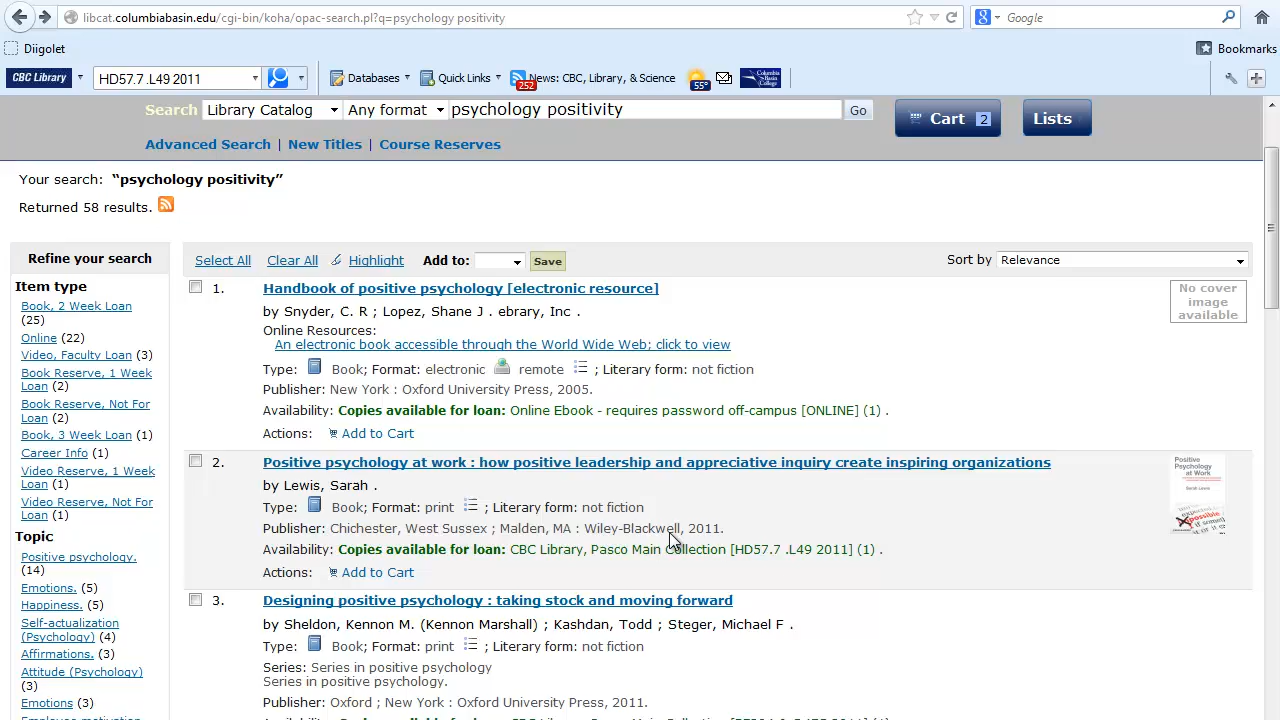 libcat.columbiabasin.edu/cgi-bin/koha/opac-search.pl?q=psychology positivity
Google
Diigolet
Bookmarks
CBC Library
HD57.7 .L49 2011
Databases
Quick Links
News: CBC, Library, & Science
252
55°
Columbia Basin College
Search Library Catalog Any format psychology positivity Go
Cart 2
Lists
Advanced Search | New Titles | Course Reserves
Your search: “psychology positivity”
Returned 58 results.
Refine your search
Item type
Book, 2 Week Loan
(25)
Online (22)
Video, Faculty Loan (3)
Book Reserve, 1 Week
Loan (2)
Book Reserve, Not For
Loan (2)
Book, 3 Week Loan (1)
Career Info (1)
Video Reserve, 1 Week
Loan (1)
Video Reserve, Not For
Loan (1)
Topic
Positive psychology.
(14)
Emotions. (5)
Happiness. (5)
Self-actualization
(Psychology) (4)
Affirmations. (3)
Attitude (Psychology)
(3)
Emotions (3)
Employee motivation
Select All Clear All Highlight Add to: Save
Sort by Relevance
1. Handbook of positive psychology [electronic resource]
by Snyder, C. R ; Lopez, Shane J . ebrary, Inc .
Online Resources:
An electronic book accessible through the World Wide Web; click to view
Type: Book; Format: electronic remote ; Literary form: not fiction
Publisher: New York : Oxford University Press, 2005.
Availability: Copies available for loan: Online Ebook - requires password off-campus [ONLINE] (1) .
Actions: Add to Cart
No cover
image
available
2. Positive psychology at work : how positive leadership and appreciative inquiry create inspiring organizations
by Lewis, Sarah .
Type: Book; Format: print ; Literary form: not fiction
Publisher: Chichester, West Sussex ; Malden, MA : Wiley-Blackwell, 2011.
Availability: Copies available for loan: CBC Library, Pasco Main Collection [HD57.7 .L49 2011] (1) .
Actions: Add to Cart
Positive
Psychology
at Work
Sarah Lewis
3. Designing positive psychology : taking stock and moving forward
by Sheldon, Kennon M. (Kennon Marshall) ; Kashdan, Todd ; Steger, Michael F .
Type: Book; Format: print ; Literary form: not fiction
Series: Series in positive psychology
Series in positive psychology.
Publisher: Oxford ; New York : Oxford University Press, 2011.